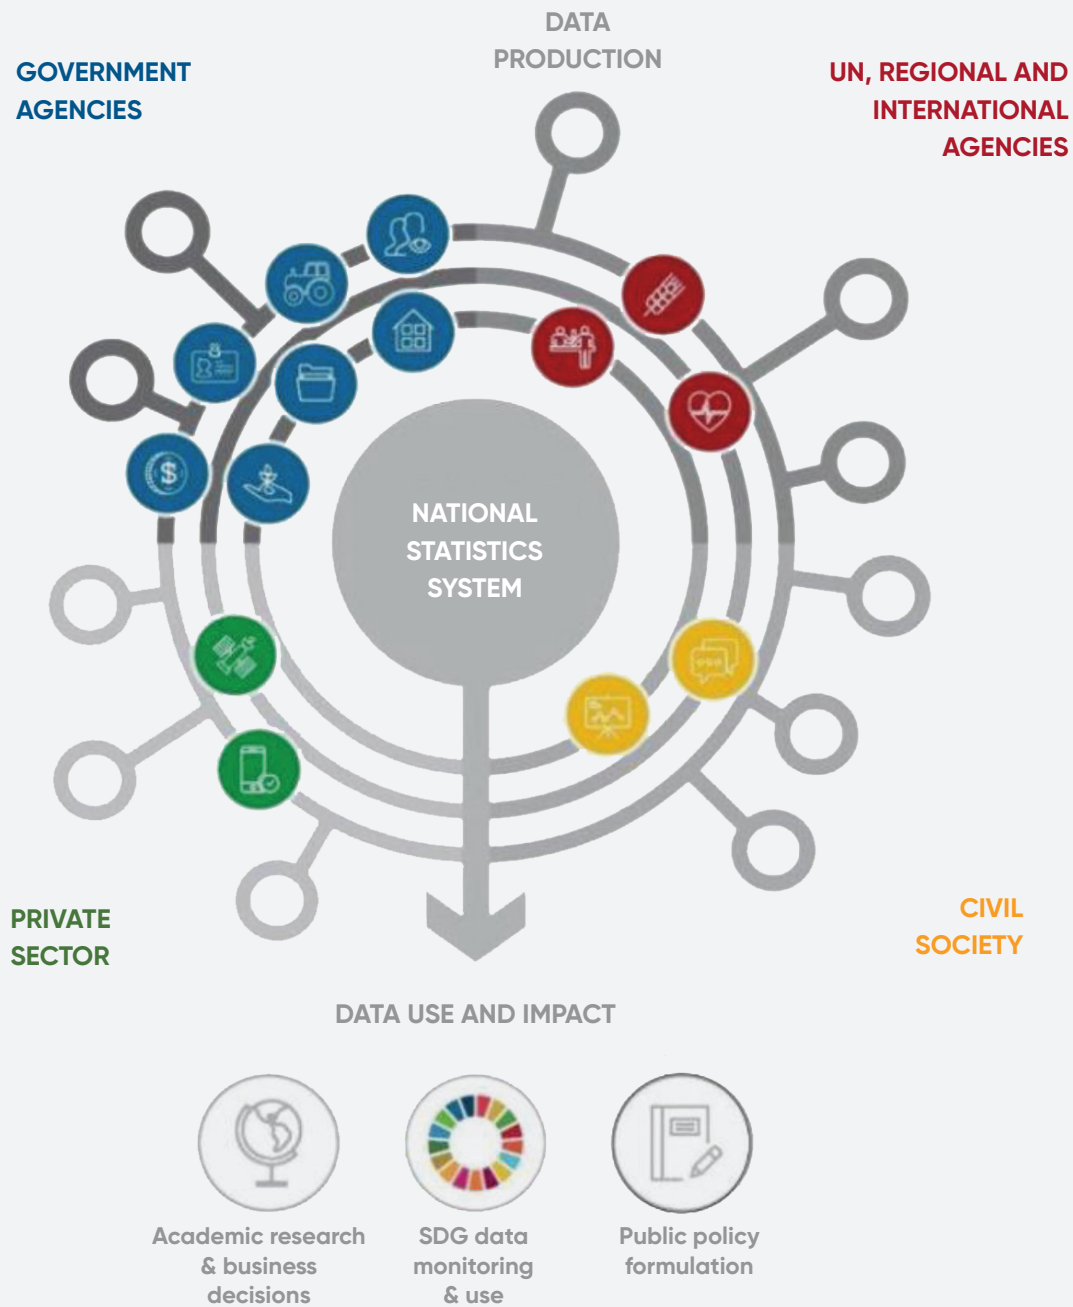 DATA
PRODUCTION
GOVERNMENT
AGENCIES
UN, REGIONAL AND
INTERNATIONAL
AGENCIES
$
NATIONAL
STATISTICS
SYSTEM
PRIVATE
SECTOR
CIVIL
SOCIETY
DATA USE AND IMPACT
Academic research
& business
decisions
SDG data
monitoring
& use
Public policy
formulation